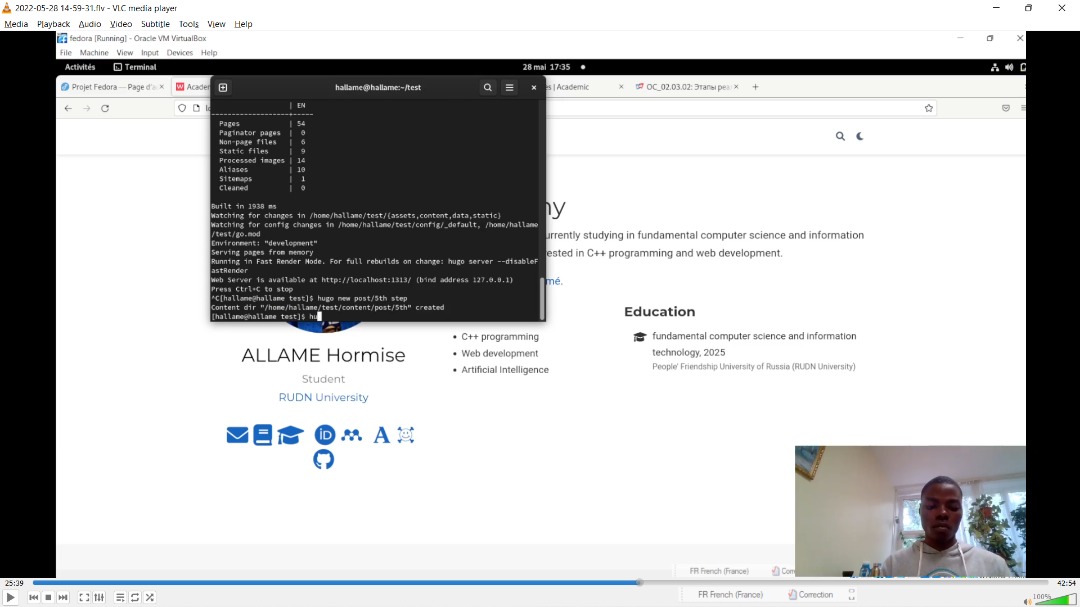 2022-05-28 14-59-31.flv - VLC media player
Media Playback Audio Video Subtitle Tools View Help
fedora [Running] - Oracle VM VirtualBox
File Machine View Input Devices Help
Activités Terminal 28 mai 17:35
Projet Fedora — Page d'a
hallame@hallame:~/test
s | Academic
ОС_02.03.02: Этапы реа
| EN
-------------------+-----
Pages | 54
Paginator pages | 0
Non-page files | 6
Static files | 9
Processed images | 14
Aliases | 10
Sitemaps | 1
Cleaned | 0
Built in 1938 ms
Watching for changes in /home/hallame/test/{assets,content,data,static}
Watching for config changes in /home/hallame/test/config/_default, /home/hallame
/test/go.mod
Environment: "development"
Serving pages from memory
Running in Fast Render Mode. For full rebuilds on change: hugo server --disableF
astRender
Web Server is available at http://localhost:1313/ (bind address 127.0.0.1)
Press Ctrl+C to stop
^C[hallame@hallame test]$ hugo new post/5th step
Content dir "/home/hallame/test/content/post/5th" created
[hallame@hallame test]$ hu
ny
urrently studying in fundamental computer science and information
ested in C++ programming and web development.
mé.
ALLAME Hormise
Student
RUDN University
C++ programming
Web development
Artificial Intelligence
Education
fundamental computer science and information
technology, 2025
People' Friendship University of Russia (RUDN University)
FR French (France)
FR French (France) Correction
25:39 42:54
100%